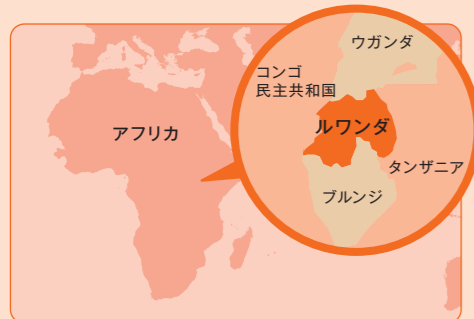 アフリカ
ウガンダ
コンゴ
民主共和国
ルワンダ
タンザニア
ブルンジ